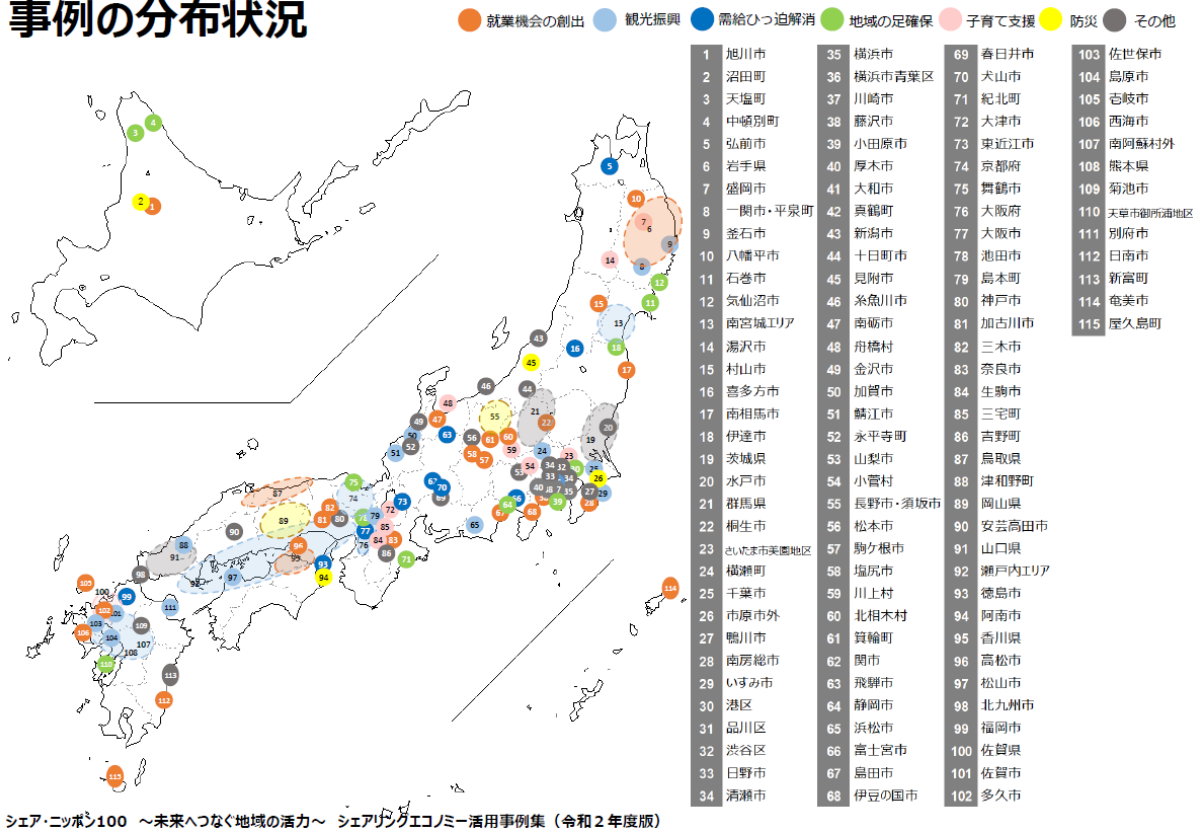 事例の分布状況
就業機会の創出 観光振興 需給ひっ迫解消 地域の足確保 子育て支援 防災 その他
1 旭川市
2 沼田町
3 天塩町
4 中頓別町
5 弘前市
6 岩手県
7 盛岡市
8 一関市・平泉町
9 釜石市
10 八幡平市
11 石巻市
12 気仙沼市
13 南宮城エリア
14 湯沢市
15 村山市
16 喜多方市
17 南相馬市
18 伊達市
19 茨城県
20 水戸市
21 群馬県
22 桐生市
23 さいたま市美園地区
24 横瀬町
25 千葉市
26 市原市外
27 鴨川市
28 南房総市
29 いすみ市
30 港区
31 品川区
32 渋谷区
33 日野市
34 清瀬市
35 横浜市
36 横浜市青葉区
37 川崎市
38 藤沢市
39 小田原市
40 厚木市
41 大和市
42 真鶴町
43 新潟市
44 十日町市
45 見附市
46 糸魚川市
47 南砺市
48 舟橋村
49 金沢市
50 加賀市
51 鯖江市
52 永平寺町
53 山梨市
54 小菅村
55 長野市・須坂市
56 松本市
57 駒ケ根市
58 塩尻市
59 川上村
60 北相木村
61 箕輪町
62 関市
63 飛騨市
64 静岡市
65 浜松市
66 富士宮市
67 島田市
68 伊豆の国市
69 春日井市
70 犬山市
71 紀北町
72 大津市
73 東近江市
74 京都府
75 舞鶴市
76 大阪府
77 大阪市
78 池田市
79 島本町
80 神戸市
81 加古川市
82 三木市
83 奈良市
84 生駒市
85 三宅町
86 吉野町
87 鳥取県
88 津和野町
89 岡山県
90 安芸高田市
91 山口県
92 瀬戸内エリア
93 徳島市
94 阿南市
95 香川県
96 高松市
97 松山市
98 北九州市
99 福岡市
100 佐賀県
101 佐賀市
102 多久市
103 佐世保市
104 島原市
105 壱岐市
106 西海市
107 南阿蘇村外
108 熊本県
109 菊池市
110 天草市御所浦地区
111 別府市
112 日南市
113 新富町
114 奄美市
115 屋久島町
シェア・ニッポン100 ～未来へつなぐ地域の活力～ シェアリングエコノミー活用事例集（令和２年度版）